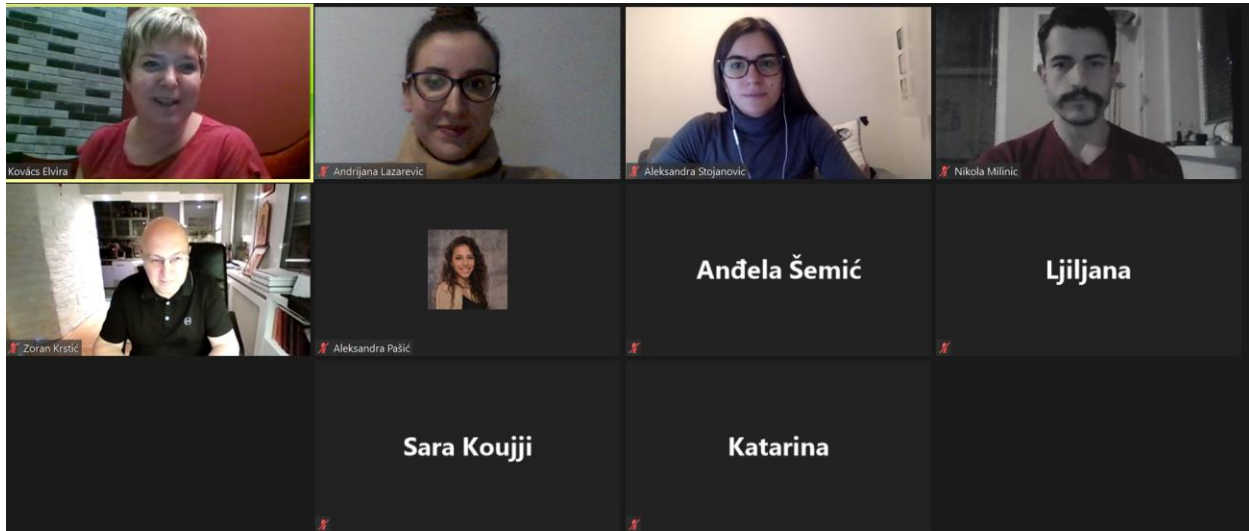 Kovács Elvira
Andrijana Lazarevic
Aleksandra Stojanovic
Nikola Milinic
Zoran Krstić
Aleksandra Pašić
Anđela Šemić
Ljiljana
Sara Koujji
Katarina